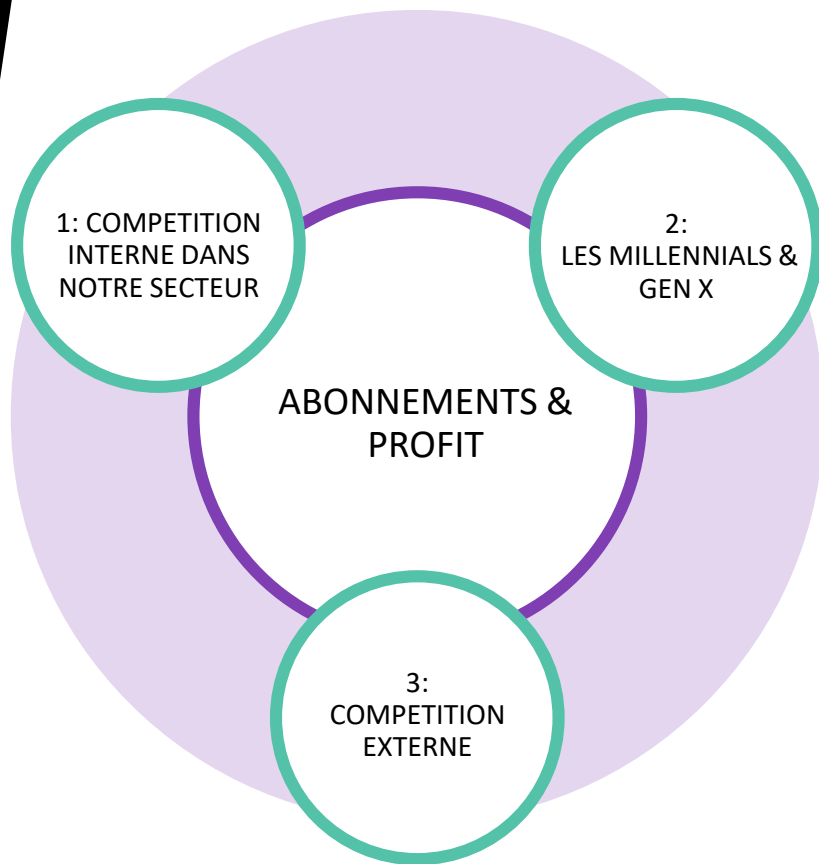 1: COMPETITION
INTERNE DANS
NOTRE SECTEUR
2:
LES MILLENNIALS &
GEN X
ABONNEMENTS &
PROFIT
3:
COMPETITION
EXTERNE